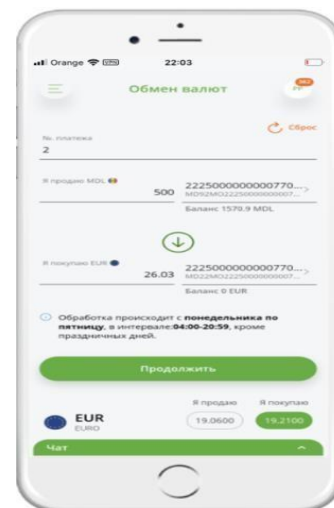 Orange VPN 22:03
Обмен валют
Сброс
№. платежа
2
Я продаю MDL
500 2225000000000770...
Баланс 1570.9 MDL
Я покупаю EUR
26.03 2225000000000770...
Баланс 0 EUR
Обработка происходит с понедельника по
пятницу, в интервале:04:00-20:59, кроме
праздничных дней.
Продолжить
Я продаю Я покупаю
EUR 19.0600 19.2100
EURO
Чат